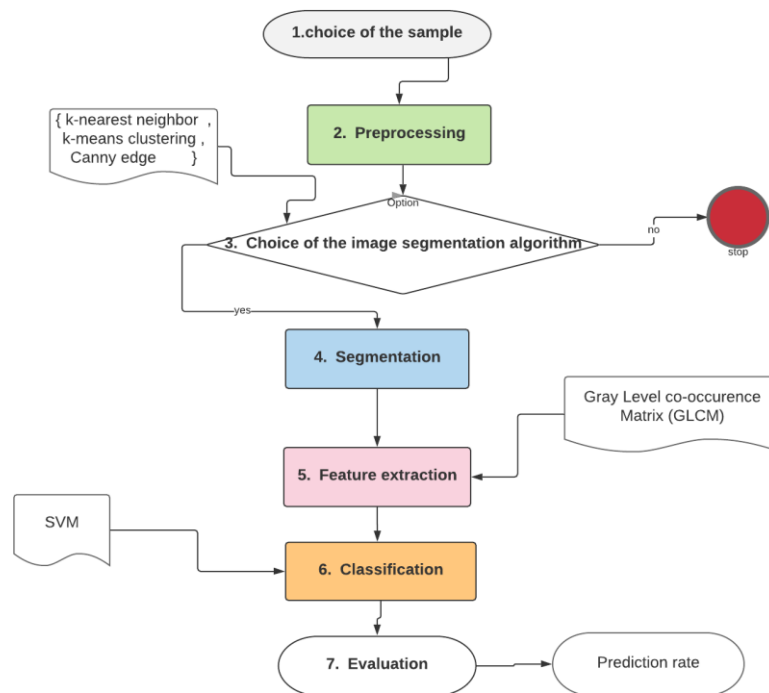 1.choice of the sample
{ k-nearest neighbor ,
k-means clustering ,
Canny edge }
2. Preprocessing
Option
3. Choice of the image segmentation algorithm
no
stop
yes
4. Segmentation
Gray Level co-occurence
Matrix (GLCM)
5. Feature extraction
SVM
6. Classification
7. Evaluation
Prediction rate